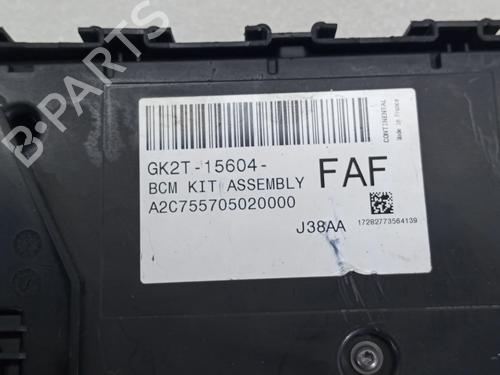 B-PARTS
CONTINENTAL
Made in France
GK2T-15604-
BCM KIT ASSEMBLY
FAF
A2C755705020000
J38AA
17282773564139